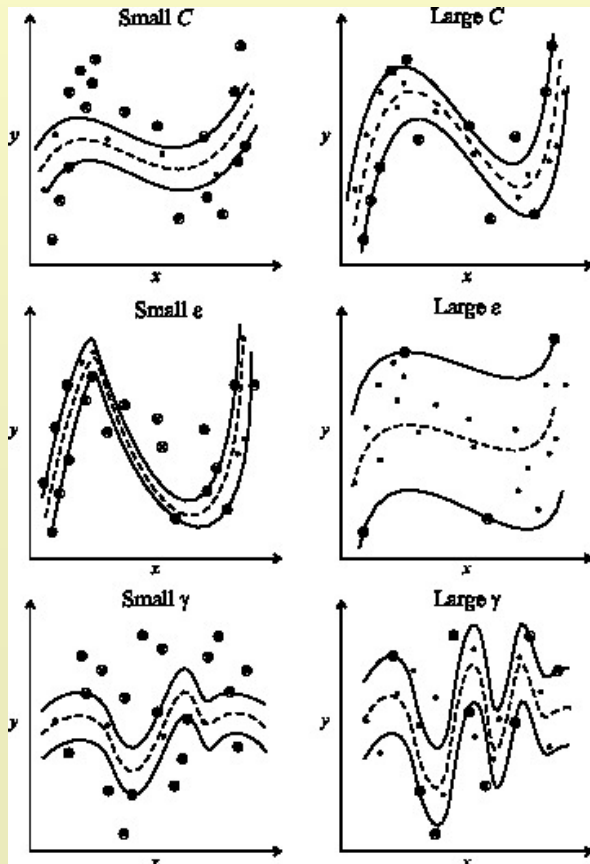 Small C
Large C
y
y
x
x
Small ε
Large ε
y
y
x
x
Small γ
Large γ
y
y
x
x